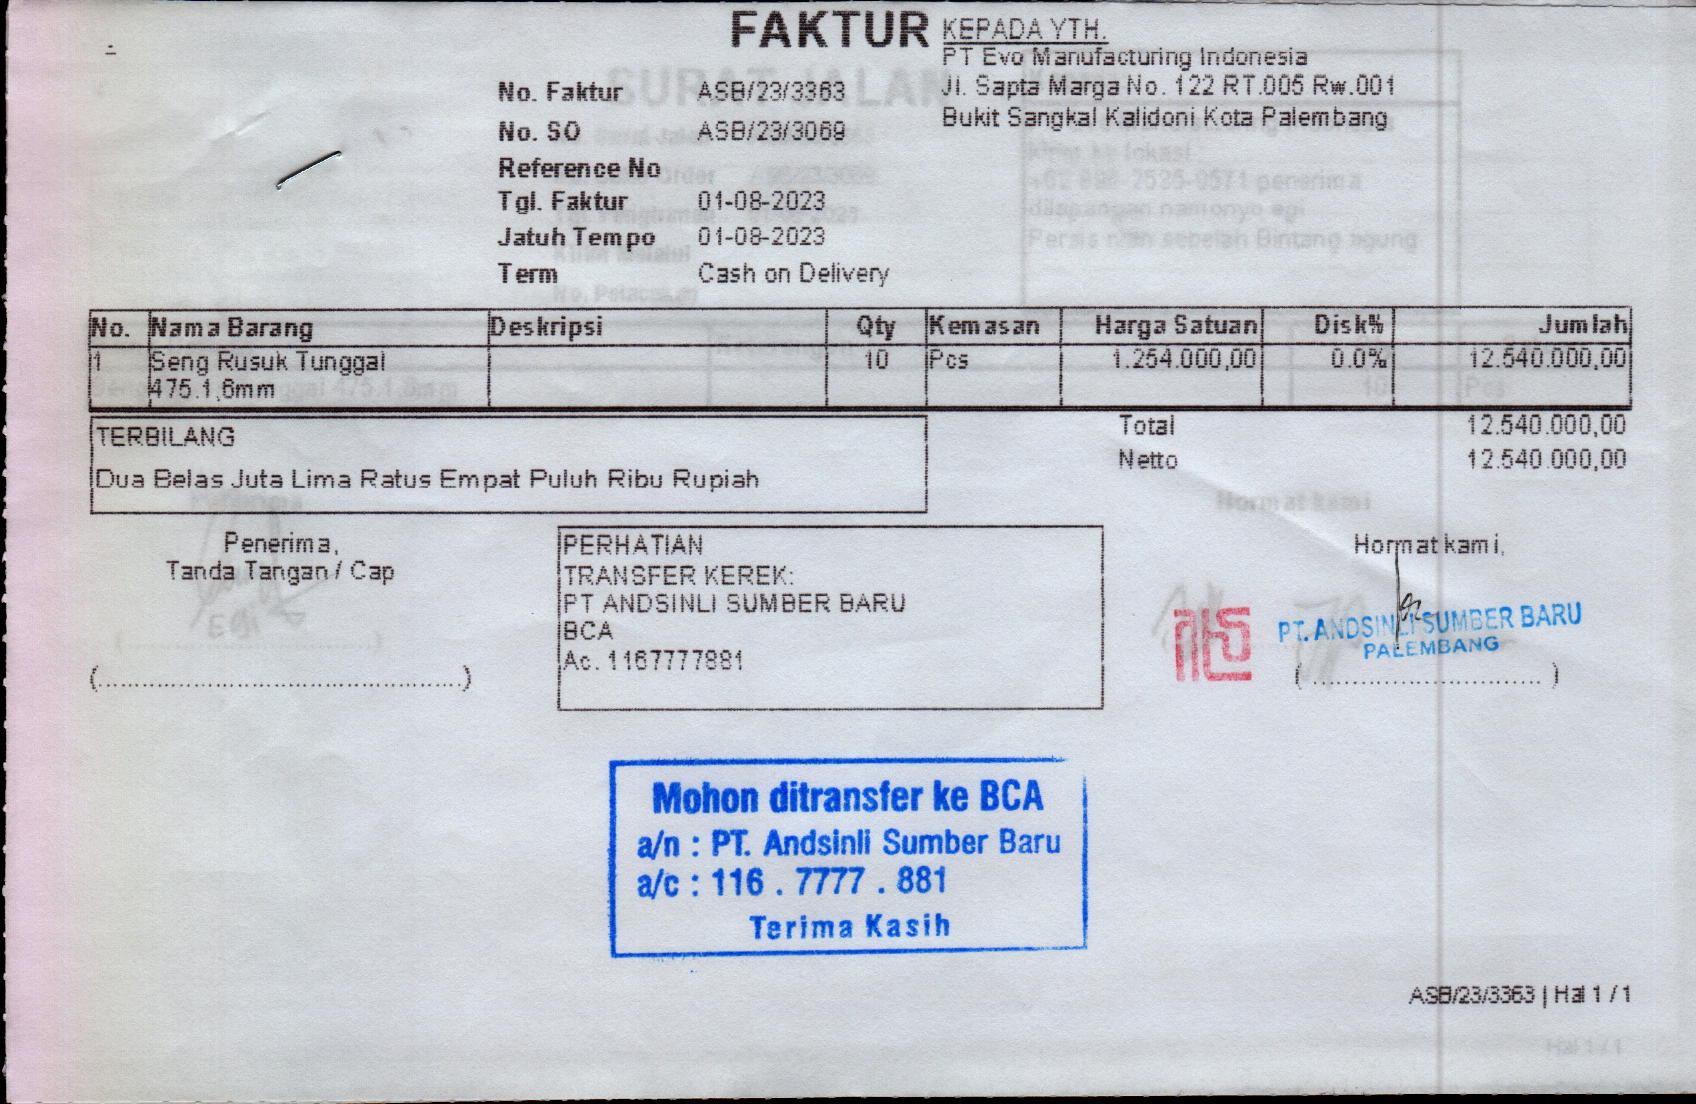 FAKTUR
KEPADA YTH.
PT Evo Manufacturing Indonesia
Jl. Sapta Marga No. 122 RT.005 Rw.001
Bukit Sangkal Kalidoni Kota Palembang
No. Faktur ASB/23/3363
No. SO ASB/23/3069
Reference No
Tgl. Faktur 01-08-2023
Jatuh Tempo 01-08-2023
Term Cash on Delivery
No. Nama Barang Deskripsi Qty Kemasan Harga Satuan Disk% Jumlah
1 Seng Rusuk Tunggal 10 Pcs 1.254.000,00 0.0% 12.540.000,00
475.1,6mm
TERBILANG
Dua Belas Juta Lima Ratus Empat Puluh Ribu Rupiah
Total 12.540.000,00
Netto 12.540.000,00
Penerima,
Tanda Tangan / Cap
(...............................................)
PERHATIAN
TRANSFER KEREK:
PT ANDSINLI SUMBER BARU
BCA
Ac. 1167777881
Hormat kami,
PT. ANDSINLI SUMBER BARU
PALEMBANG
( ............................. )
Mohon ditransfer ke BCA
a/n : PT. Andsinli Sumber Baru
a/c : 116 . 7777 . 881
Terima Kasih
ASB/23/3363 | Hal 1 / 1